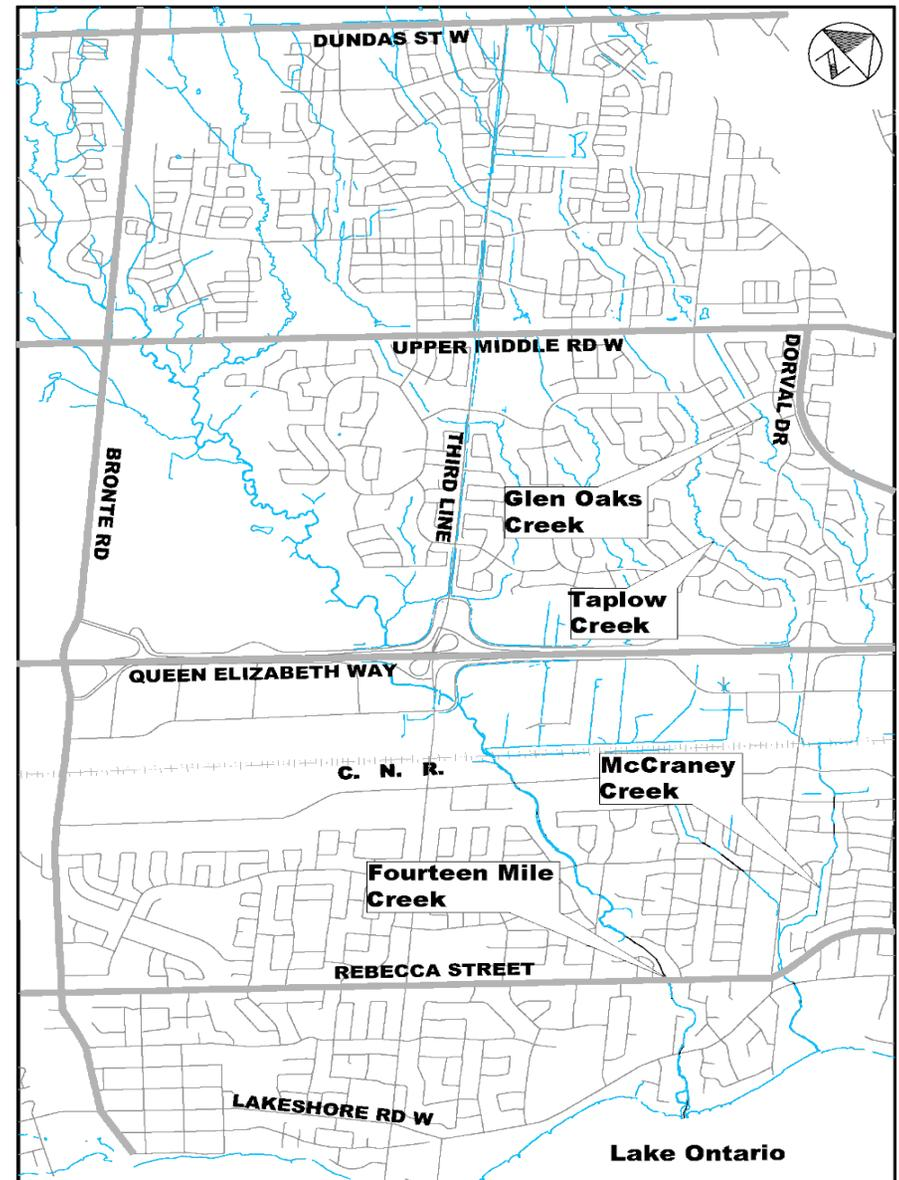 DUNDAS ST W
N
UPPER MIDDLE RD W
DORVAL DR
BRONTE RD
THIRD LINE
Glen Oaks
Creek
Taplow
Creek
QUEEN ELIZABETH WAY
C. N. R.
McCraney
Creek
Fourteen Mile
Creek
REBECCA STREET
LAKESHORE RD W
Lake Ontario